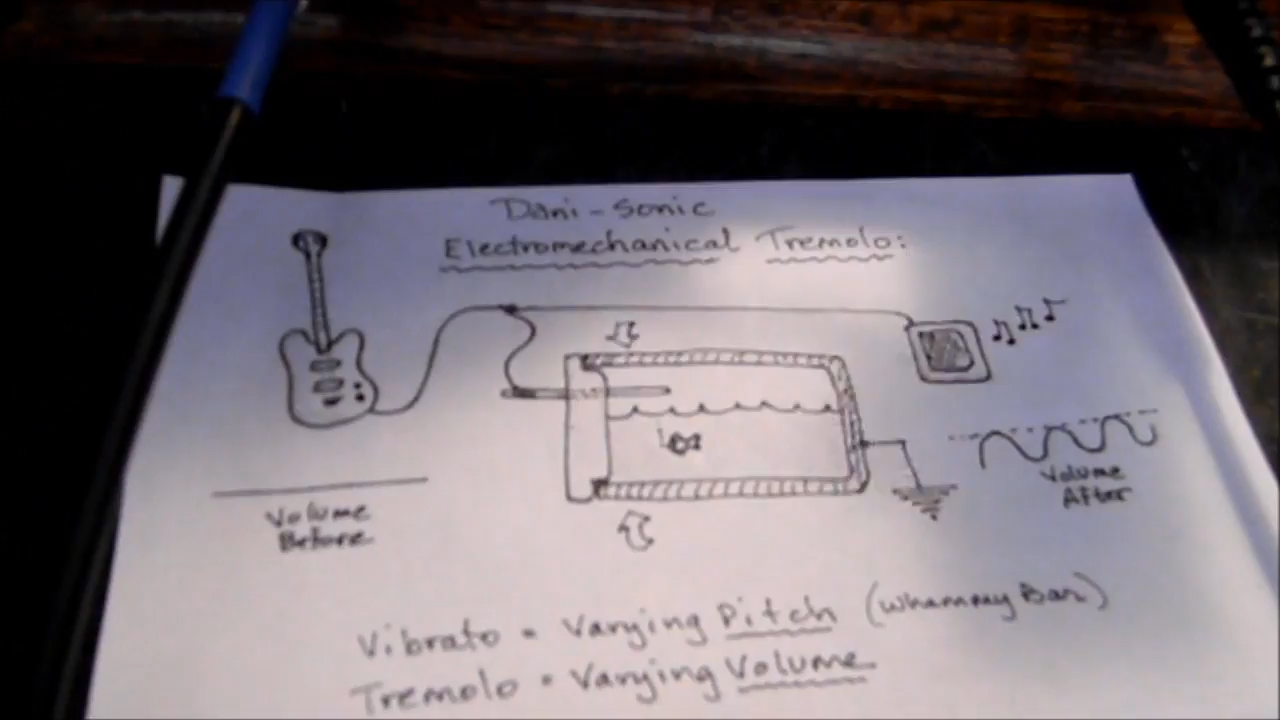 Dani-Sonic
Electromechanical Tremolo:
Volume
Before
Volume
After
Vibrato = Varying Pitch (Whammy Bar)
Tremolo = Varying Volume